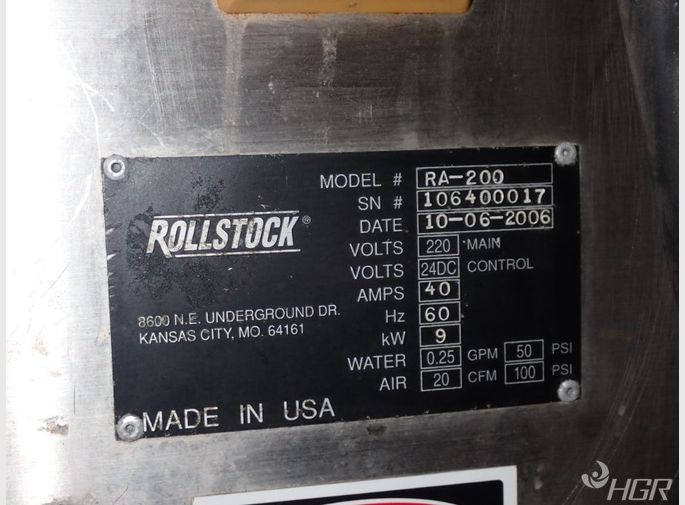 MODEL # RA-200
SN # 106400017
DATE 10-06-2006
ROLLSTOCK®
VOLTS 220 MAIN
VOLTS 24DC CONTROL
AMPS 40
Hz 60
8600 N.E. UNDERGROUND DR.
KANSAS CITY, MO. 64161
kW 9
WATER 0.25 GPM 50 PSI
AIR 20 CFM 100 PSI
MADE IN USA
HGR